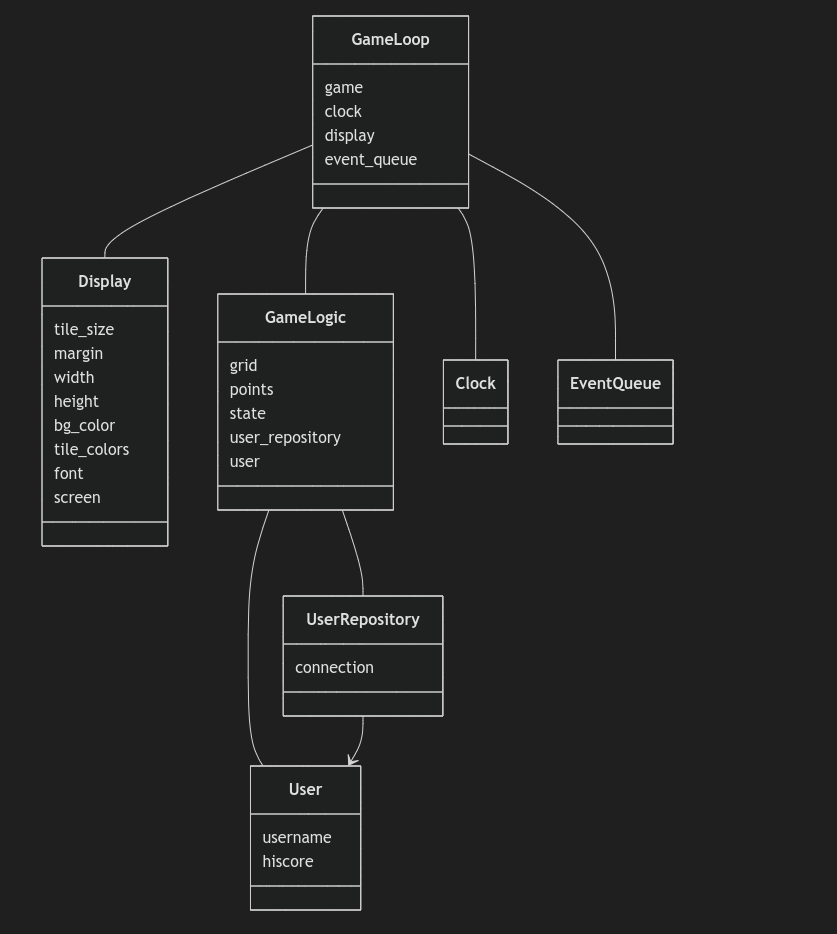 GameLoop
game
clock
display
event_queue
Display
tile_size
margin
width
height
bg_color
tile_colors
font
screen
GameLogic
grid
points
state
user_repository
user
Clock
EventQueue
UserRepository
connection
User
username
hiscore